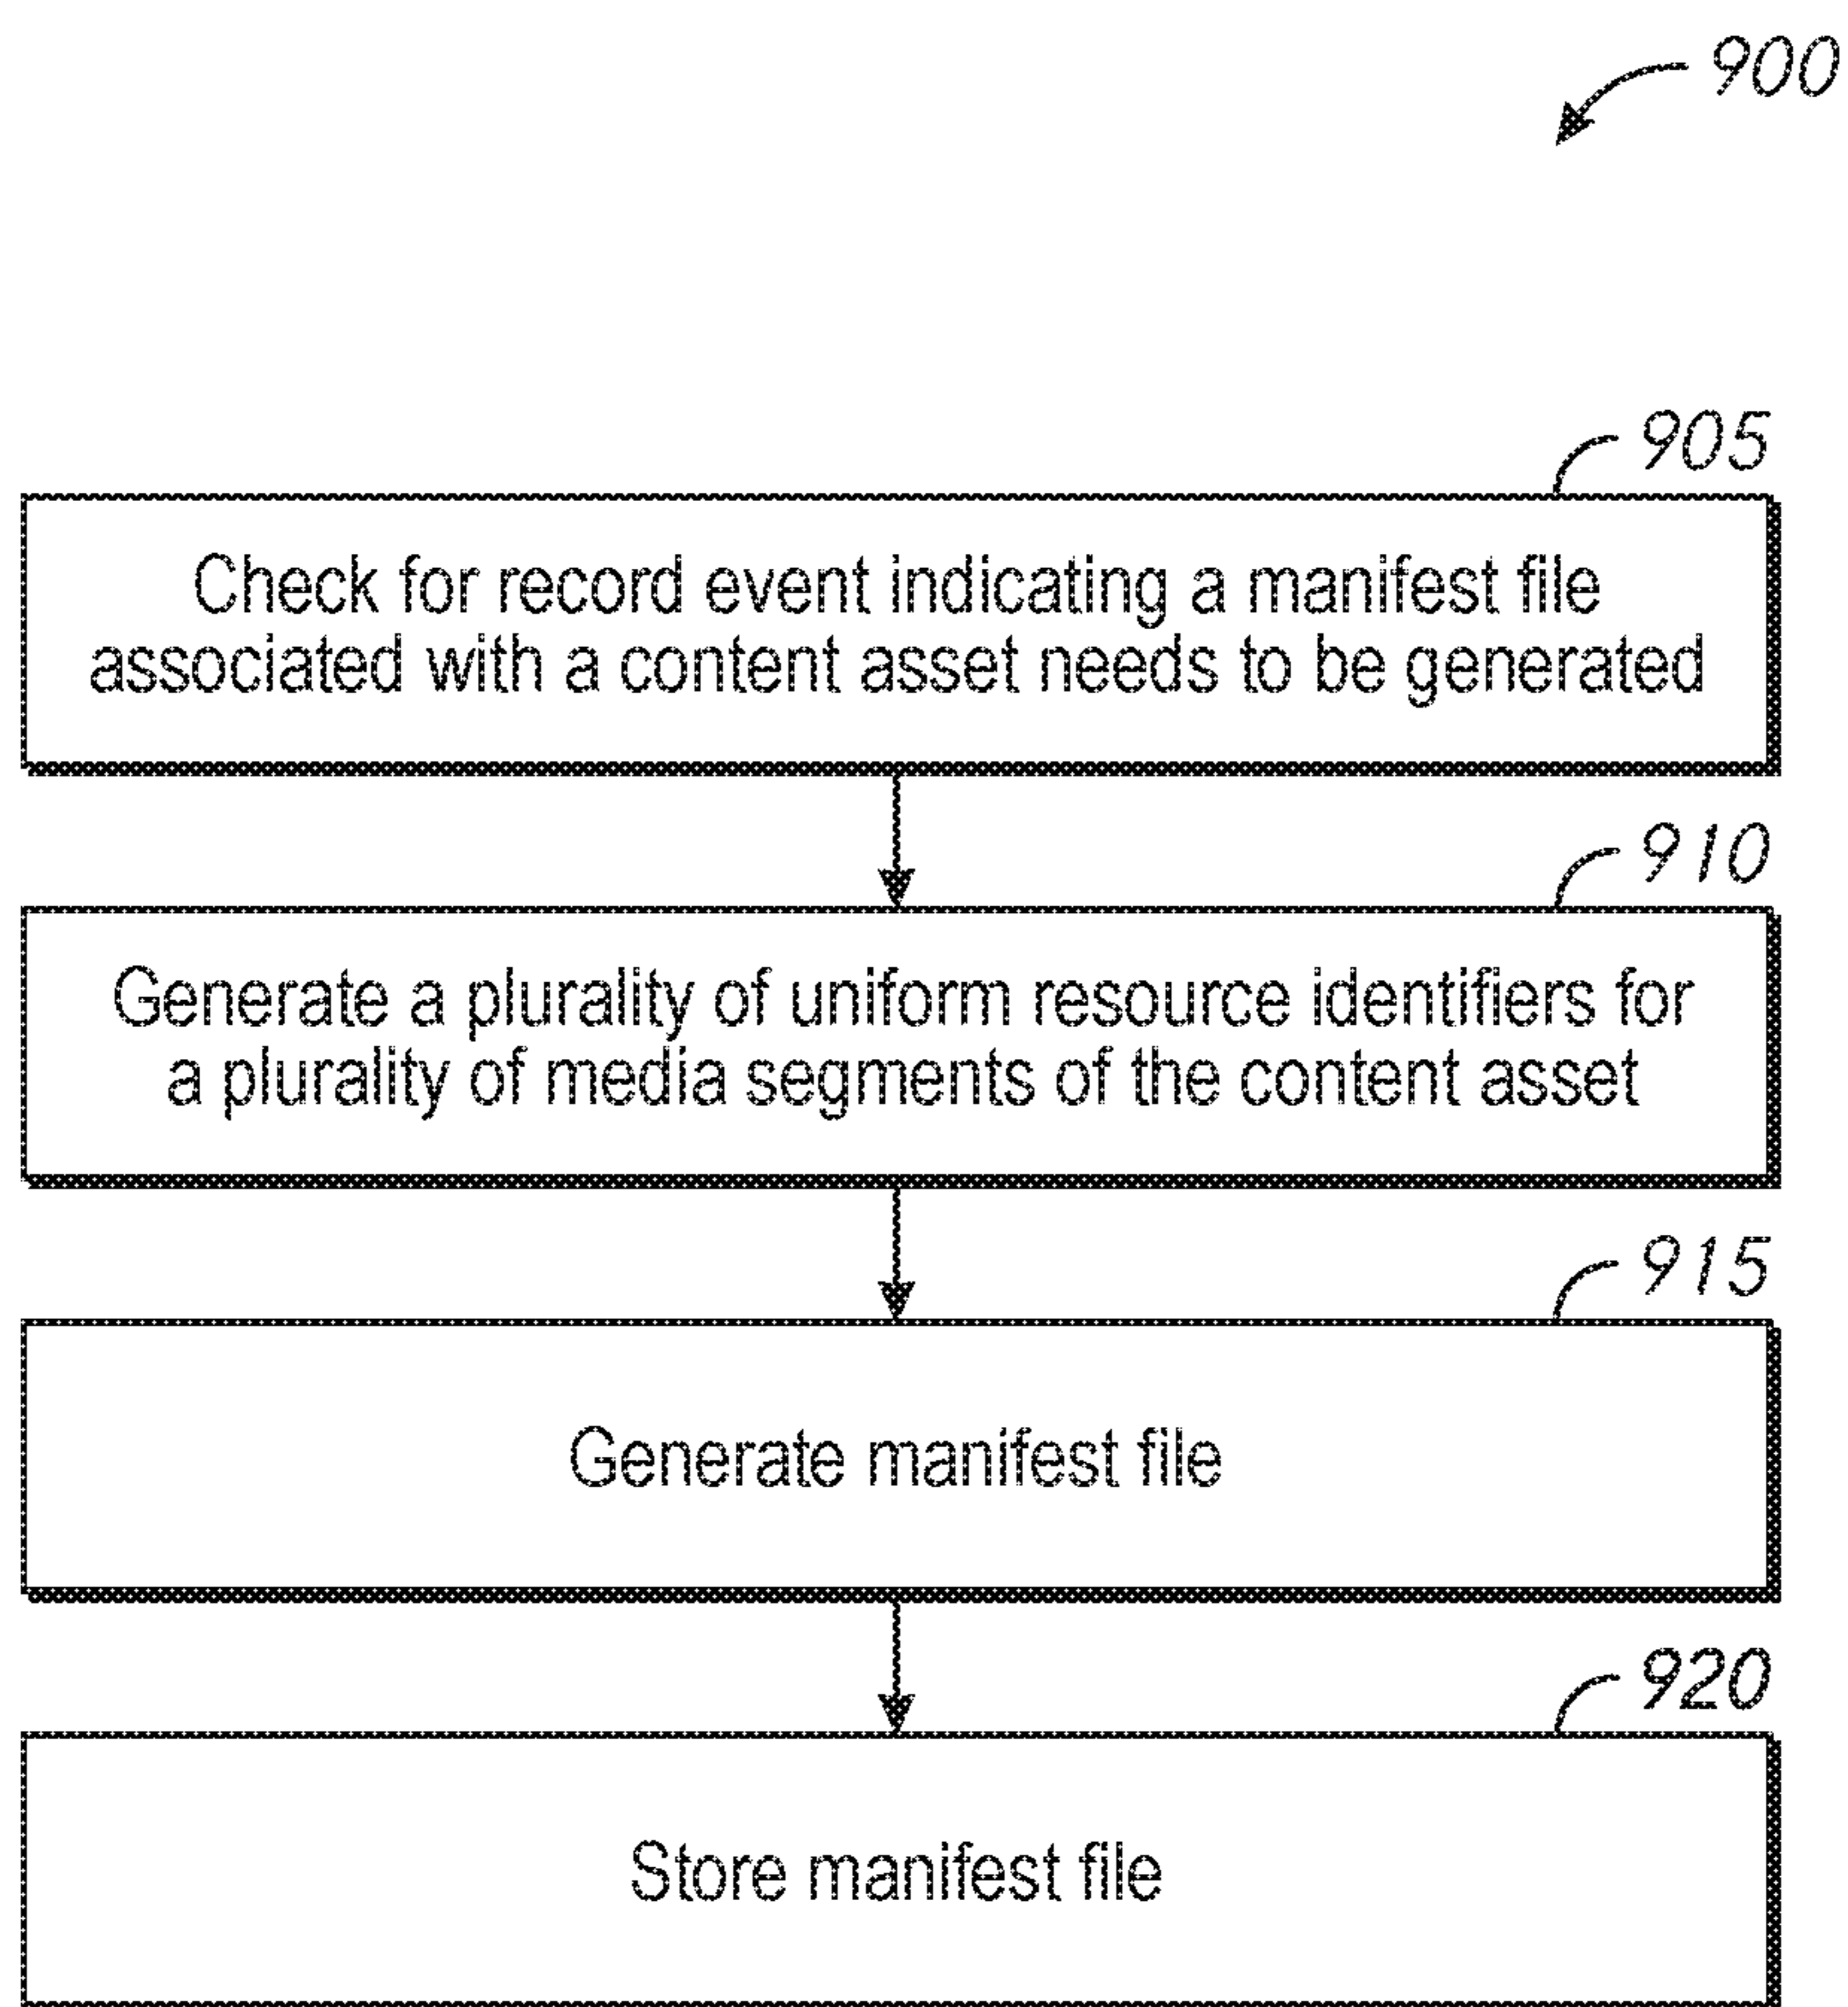 900
905
Check for record event indicating a manifest file
associated with a content asset needs to be generated
910
Generate a plurality of uniform resource identifiers for
a plurality of media segments of the content asset
915
Generate manifest file
920
Store manifest file